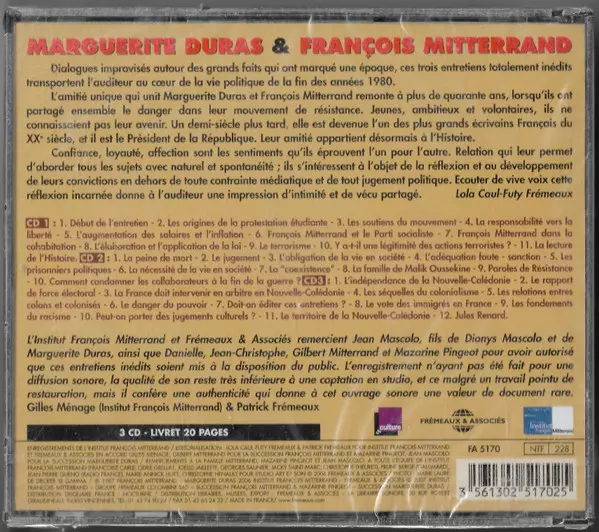 MARGUERITE DURAS & FRANÇOIS MITTERRAND
Dialogues improvisés autour des grands faits qui ont marqué une époque, ces trois entretiens totalement inédits
transportent l'auditeur au cœur de la vie politique de la fin des années 1980.
L'amitié unique qui unit Marguerite Duras et François Mitterrand remonte à plus de quarante ans, lorsqu'ils ont
partagé ensemble le danger dans leur mouvement de résistance. Jeunes, ambitieux et volontaires, ils ne
connaissaient pas leur avenir. Un demi-siècle plus tard, elle est devenue l'un des plus grands écrivains Français du
XXe siècle, et il est le Président de la République. Leur amitié appartient désormais à l'Histoire.
Confiance, loyauté, affection sont les sentiments qu'ils éprouvent l'un pour l'autre. Relation qui leur permet
d'aborder tous les sujets avec naturel et spontanéité ; ils s'intéressent à l'objet de la réflexion et au développement
de leurs convictions en dehors de toute contrainte médiatique et de tout jugement politique. Ecouter de vive voix cette
réflexion incarnée donne à l'auditeur une impression d'intimité et de vécu partagé. Lola Caul-Futy Frémeaux
CD 1 : 1. Début de l'entretien - 2. Les origines de la protestation étudiante - 3. Les soutiens du mouvement - 4. La responsabilité vers la
liberté - 5. L'augmentation des salaires et l'inflation - 6. François Mitterrand et le Parti socialiste - 7. François Mitterrand dans la
cohabitation - 8. L'élaboration et l'application de la loi - 9. Le terrorisme - 10. Y a-t-il une légitimité des actions terroristes ? - 11. La lecture
de l'Histoire. CD 2 : 1. La peine de mort - 2. Le jugement - 3. L'obligation de la vie en société - 4. L'adéquation faute - sanction - 5. Les
prisonniers politiques - 6. La nécessité de la vie en société - 7. La "coexistence" - 8. La famille de Malik Oussekine - 9. Paroles de Résistance
- 10. Comment condamner les collaborateurs à la fin de la guerre ? CD3 : 1. L'indépendance de la Nouvelle-Calédonie - 2. Le rapport
de force électoral - 3. La France doit intervenir en arbitre en Nouvelle-Calédonie - 4. Les séquelles du colonialisme - 5. Les relations entre
colons et colonisés - 6. Le danger du pouvoir - 7. Doit-on éditer ces entretiens ? - 8. Le vote des immigrés en France - 9. Les fondements
du racisme - 10. Peut-on porter des jugements culturels ? - 11. Le territoire de la Nouvelle-Calédonie - 12. Jules Renard.
L'Institut François Mitterrand et Frémeaux & Associés remercient Jean Mascolo, fils de Dionys Mascolo et de
Marguerite Duras, ainsi que Danielle, Jean-Christophe, Gilbert Mitterrand et Mazarine Pingeot pour avoir autorisé
que ces entretiens inédits soient mis à la disposition du public. L'enregistrement n'ayant pas été fait pour une
diffusion sonore, la qualité de son reste très inférieure à une captation en studio, et ce malgré un travail pointu de
restauration, mais il confère une authenticité qui donne à cet ouvrage sonore une valeur de document rare.
Gilles Ménage (Institut François Mitterrand) & Patrick Frémeaux
3 CD - LIVRET 20 PAGES
culture
FRÉMEAUX & ASSOCIÉS
Institut
FA 5170
NTF 228
3 561302 517025